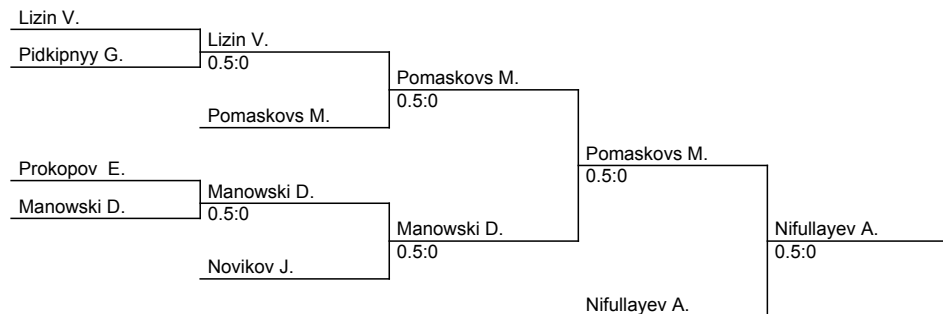 Lizin V.
Pidkipnyy G.
Lizin V.
0.5:0
Pomaskovs M.
Pomaskovs M.
0.5:0
Prokopov  E.
Manowski D.
Manowski D.
0.5:0
Novikov J.
Manowski D.
0.5:0
Pomaskovs M.
0.5:0
Nifullayev A.
Nifullayev A.
0.5:0